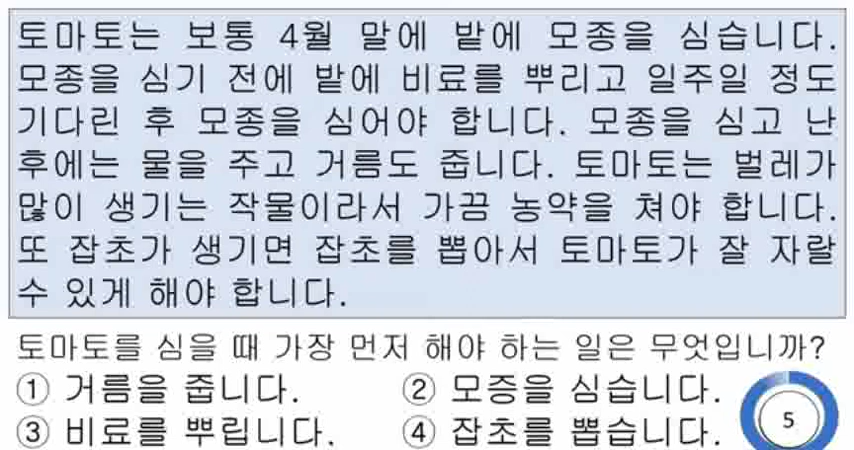 토마토는 보통 4월 말에 밭에 모종을 심습니다.
모종을 심기 전에 밭에 비료를 뿌리고 일주일 정도
기다린 후 모종을 심어야 합니다. 모종을 심고 난
후에는 물을 주고 거름도 줍니다. 토마토는 벌레가
많이 생기는 작물이라서 가끔 농약을 쳐야 합니다.
또 잡초가 생기면 잡초를 뽑아서 토마토가 잘 자랄
수 있게 해야 합니다.
토마토를 심을 때 가장 먼저 해야 하는 일은 무엇입니까?
① 거름을 줍니다. ② 모증을 심습니다.
③ 비료를 뿌립니다. ④ 잡초를 뽑습니다.
5